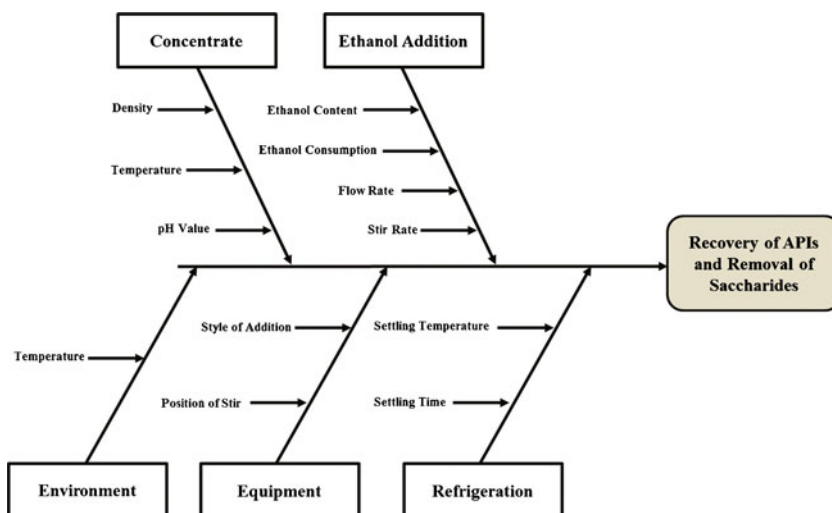 Concentrate
Ethanol Addition
Density
Temperature
pH Value
Ethanol Content
Ethanol Consumption
Flow Rate
Stir Rate
Recovery of APIs
and Removal of
Saccharides
Temperature
Style of Addition
Position of Stir
Settling Temperature
Settling Time
Environment
Equipment
Refrigeration